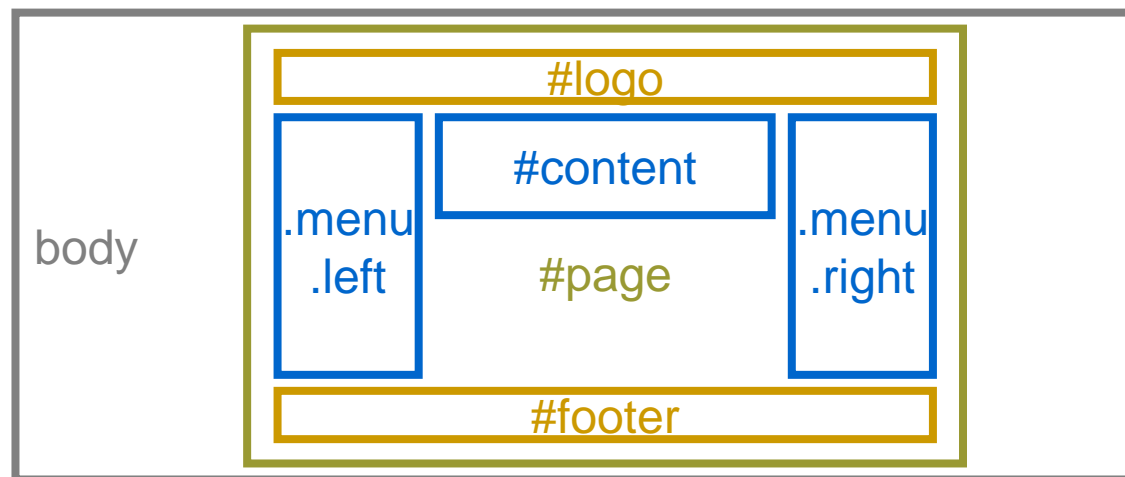 #logo
#content
.menu
.left
body
#page
.menu
.right
#footer